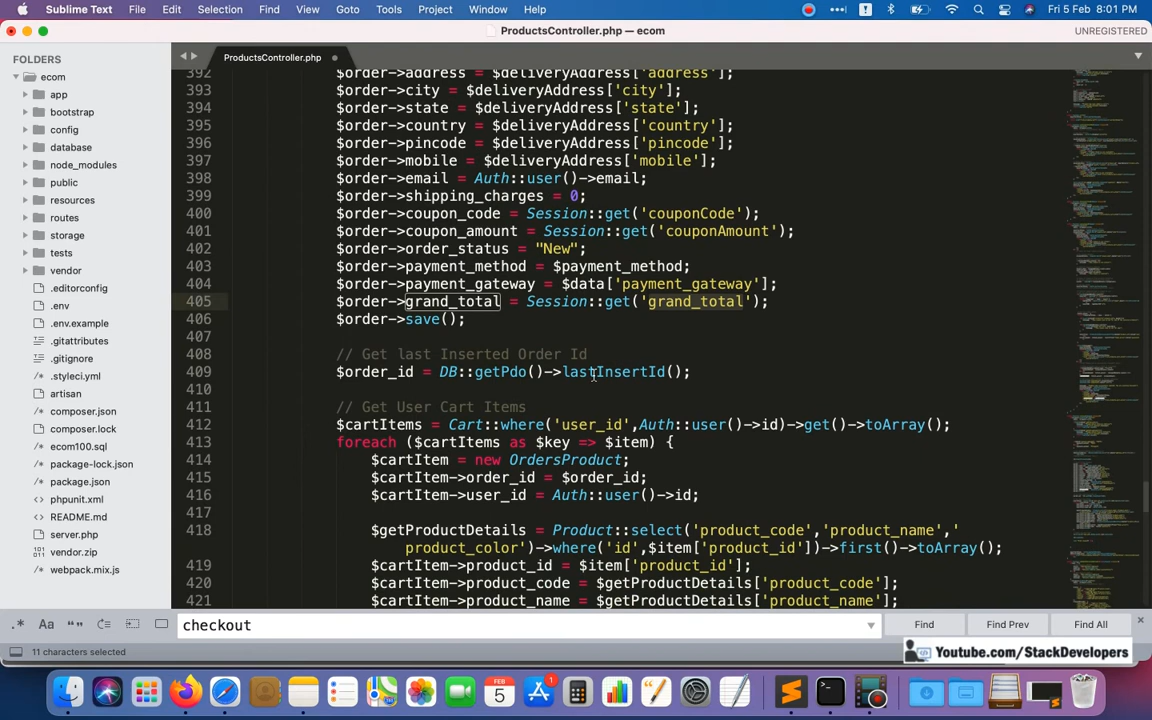 Sublime Text File Edit Selection Find View Goto Tools Project Window Help Fri 5 Feb 8:01 PM
ProductsController.php — ecom UNREGISTERED
FOLDERS
ecom
app
bootstrap
config
database
node_modules
public
resources
routes
storage
tests
vendor
.editorconfig
.env
.env.example
.gitattributes
.gitignore
.styleci.yml
artisan
composer.json
composer.lock
ecom100.sql
package-lock.json
package.json
phpunit.xml
README.md
server.php
vendor.zip
webpack.mix.js
ProductsController.php
392 $order->address = $deliveryAddress['address'];
393 $order->city = $deliveryAddress['city'];
394 $order->state = $deliveryAddress['state'];
395 $order->country = $deliveryAddress['country'];
396 $order->pincode = $deliveryAddress['pincode'];
397 $order->mobile = $deliveryAddress['mobile'];
398 $order->email = Auth::user()->email;
399 $order->shipping_charges = 0;
400 $order->coupon_code = Session::get('couponCode');
401 $order->coupon_amount = Session::get('couponAmount');
402 $order->order_status = "New";
403 $order->payment_method = $payment_method;
404 $order->payment_gateway = $data['payment_gateway'];
405 $order->grand_total = Session::get('grand_total');
406 $order->save();
407
408 // Get last Inserted Order Id
409 $order_id = DB::getPdo()->lastInsertId();
410
411 // Get User Cart Items
412 $cartItems = Cart::where('user_id',Auth::user()->id)->get()->toArray();
413 foreach ($cartItems as $key => $item) {
414 $cartItem = new OrdersProduct;
415 $cartItem->order_id = $order_id;
416 $cartItem->user_id = Auth::user()->id;
417
418 $getProductDetails = Product::select('product_code','product_name','
product_color')->where('id',$item['product_id'])->first()->toArray();
419 $cartItem->product_id = $item['product_id'];
420 $cartItem->product_code = $getProductDetails['product_code'];
421 $cartItem->product_name = $getProductDetails['product_name'];
.* Aa “” checkout Find Find Prev Find All
11 characters selected
Youtube.com/StackDevelopers
FEB
5
1